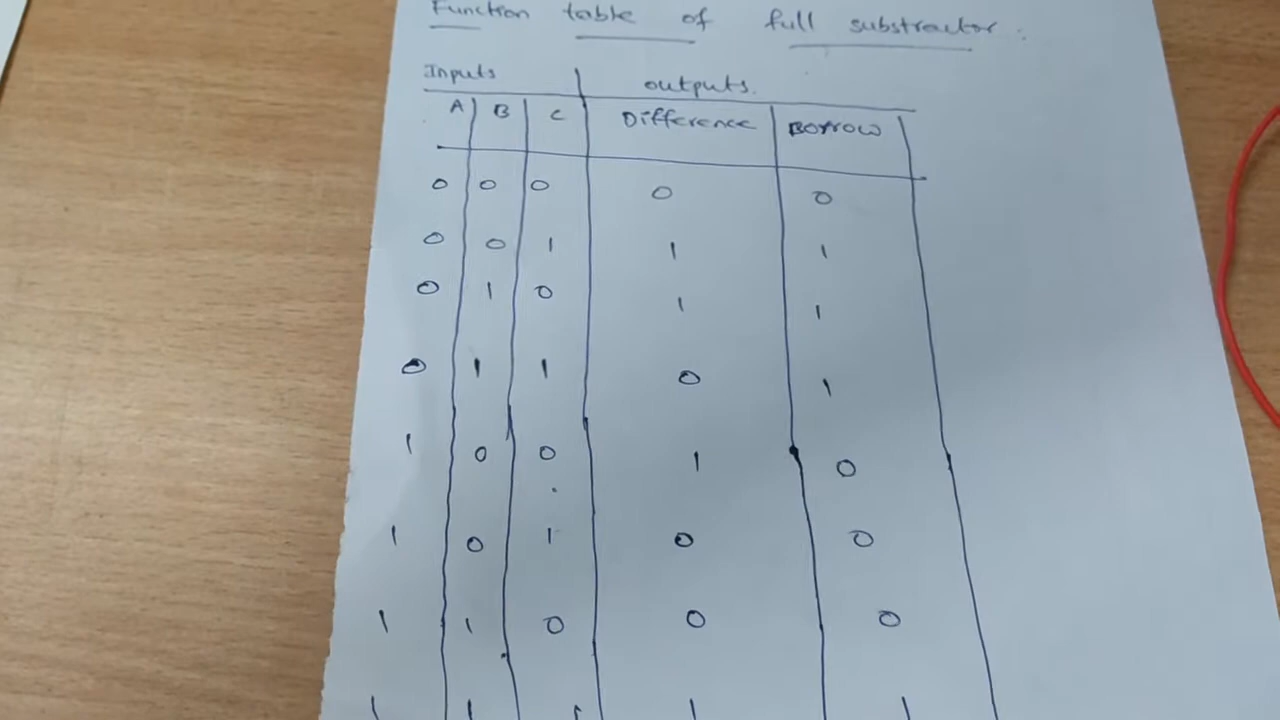 Function table of full substractor.
Inputs outputs.
A B C Difference Borrow
0 0 0 0 0
0 0 1 1 1
0 1 0 1 1
0 1 1 0 1
1 0 0 1 0
1 0 1 0 0
1 1 0 0 0
1 1 1 1 1